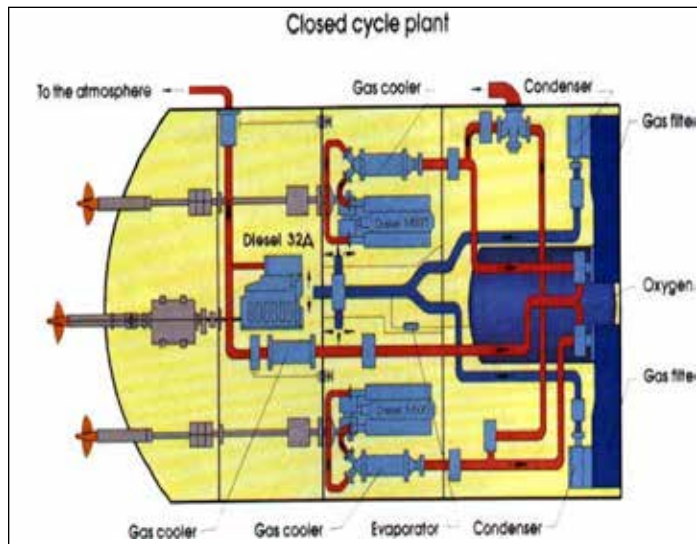 Closed cycle plant
To the atmosphere
Gas cooler
Condenser
Gas filter
Diesel 32Д
Oxygen
Gas filter
Gas cooler
Gas cooler
Evaporator
Condenser